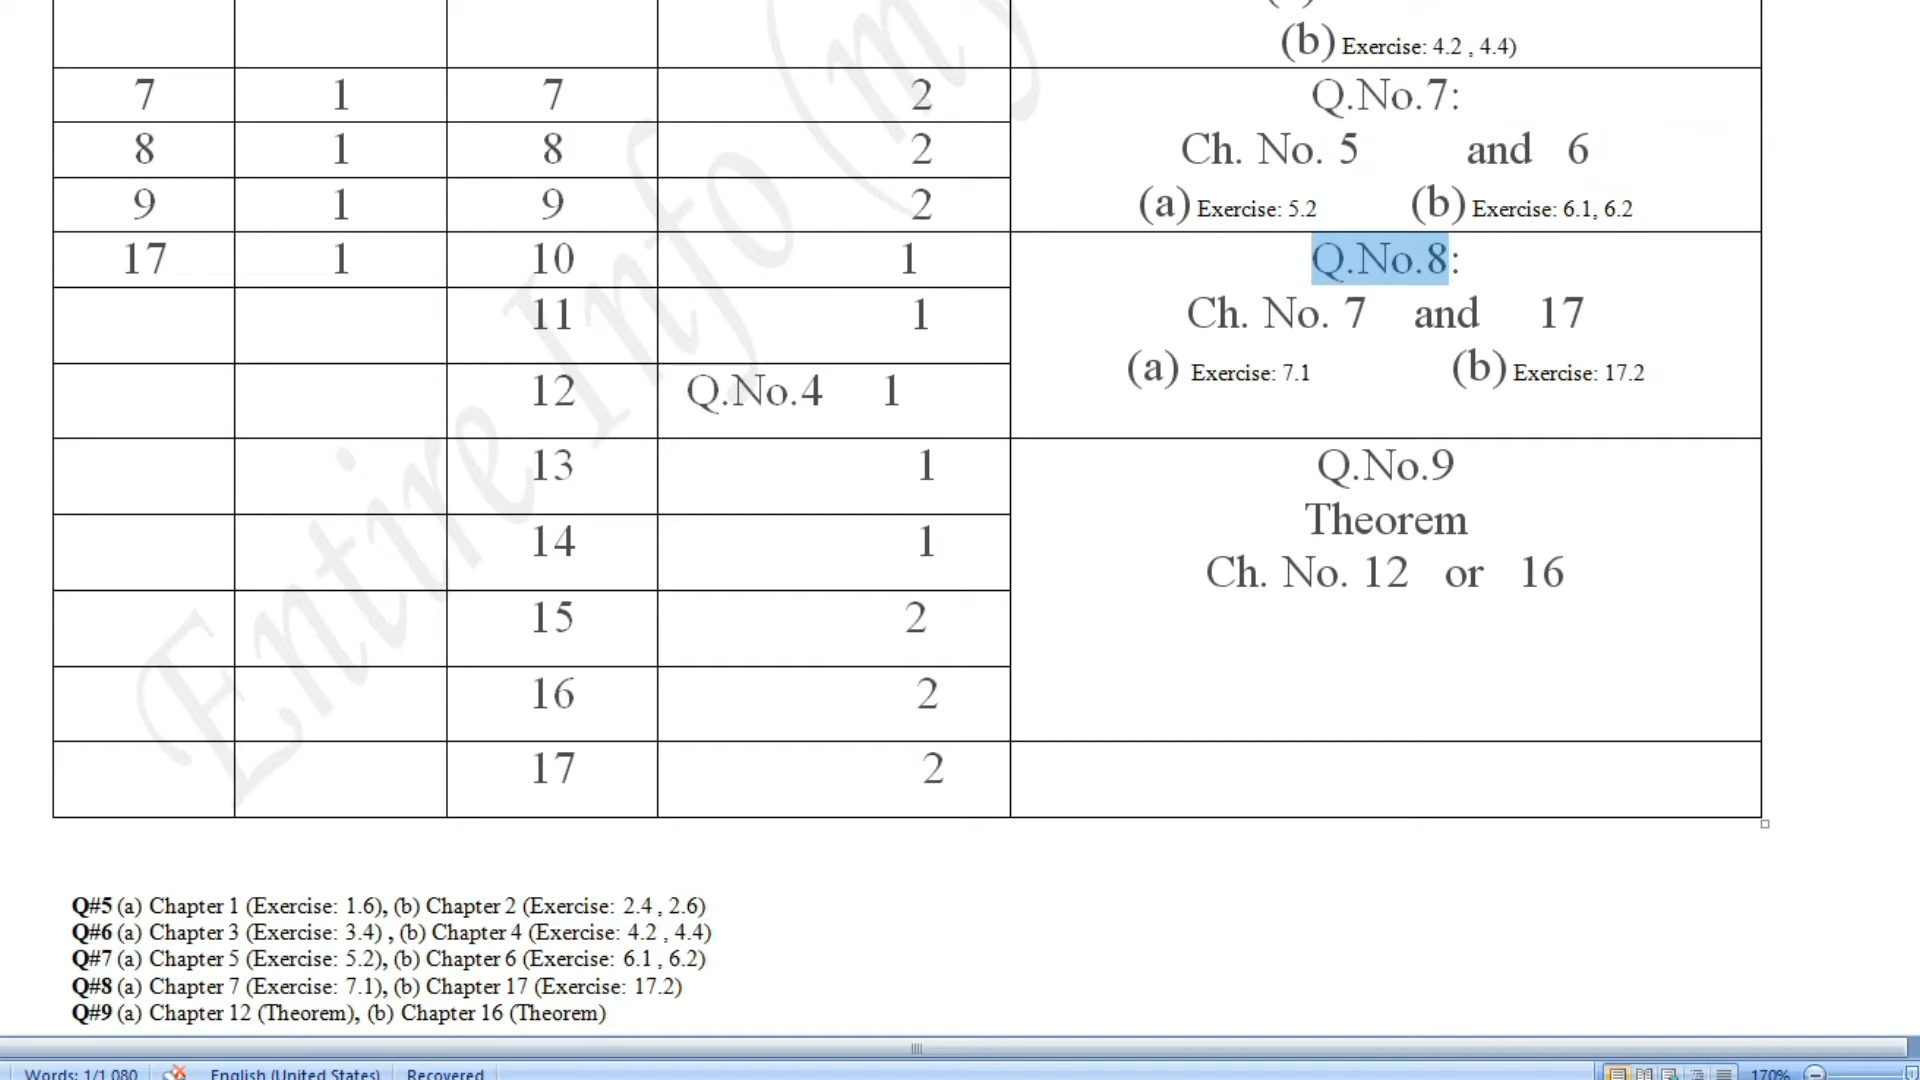 (b) Exercise: 4.2 , 4.4)
7 1 7 2 Q.No.7:
8 1 8 2 Ch. No. 5 and 6
9 1 9 2 (a) Exercise: 5.2 (b) Exercise: 6.1, 6.2
17 1 10 1 Q.No.8:
11 1 Ch. No. 7 and 17
(a) Exercise: 7.1 (b) Exercise: 17.2
12 Q.No.4 1
13 1 Q.No.9
Theorem
14 1 Ch. No. 12 or 16
15 2
16 2
17 2
Entire Info (my
Q#5 (a) Chapter 1 (Exercise: 1.6), (b) Chapter 2 (Exercise: 2.4 , 2.6)
Q#6 (a) Chapter 3 (Exercise: 3.4) , (b) Chapter 4 (Exercise: 4.2 , 4.4)
Q#7 (a) Chapter 5 (Exercise: 5.2), (b) Chapter 6 (Exercise: 6.1 , 6.2)
Q#8 (a) Chapter 7 (Exercise: 7.1), (b) Chapter 17 (Exercise: 17.2)
Q#9 (a) Chapter 12 (Theorem), (b) Chapter 16 (Theorem)
Words: 1/1,080 English (United States) Recovered 170%